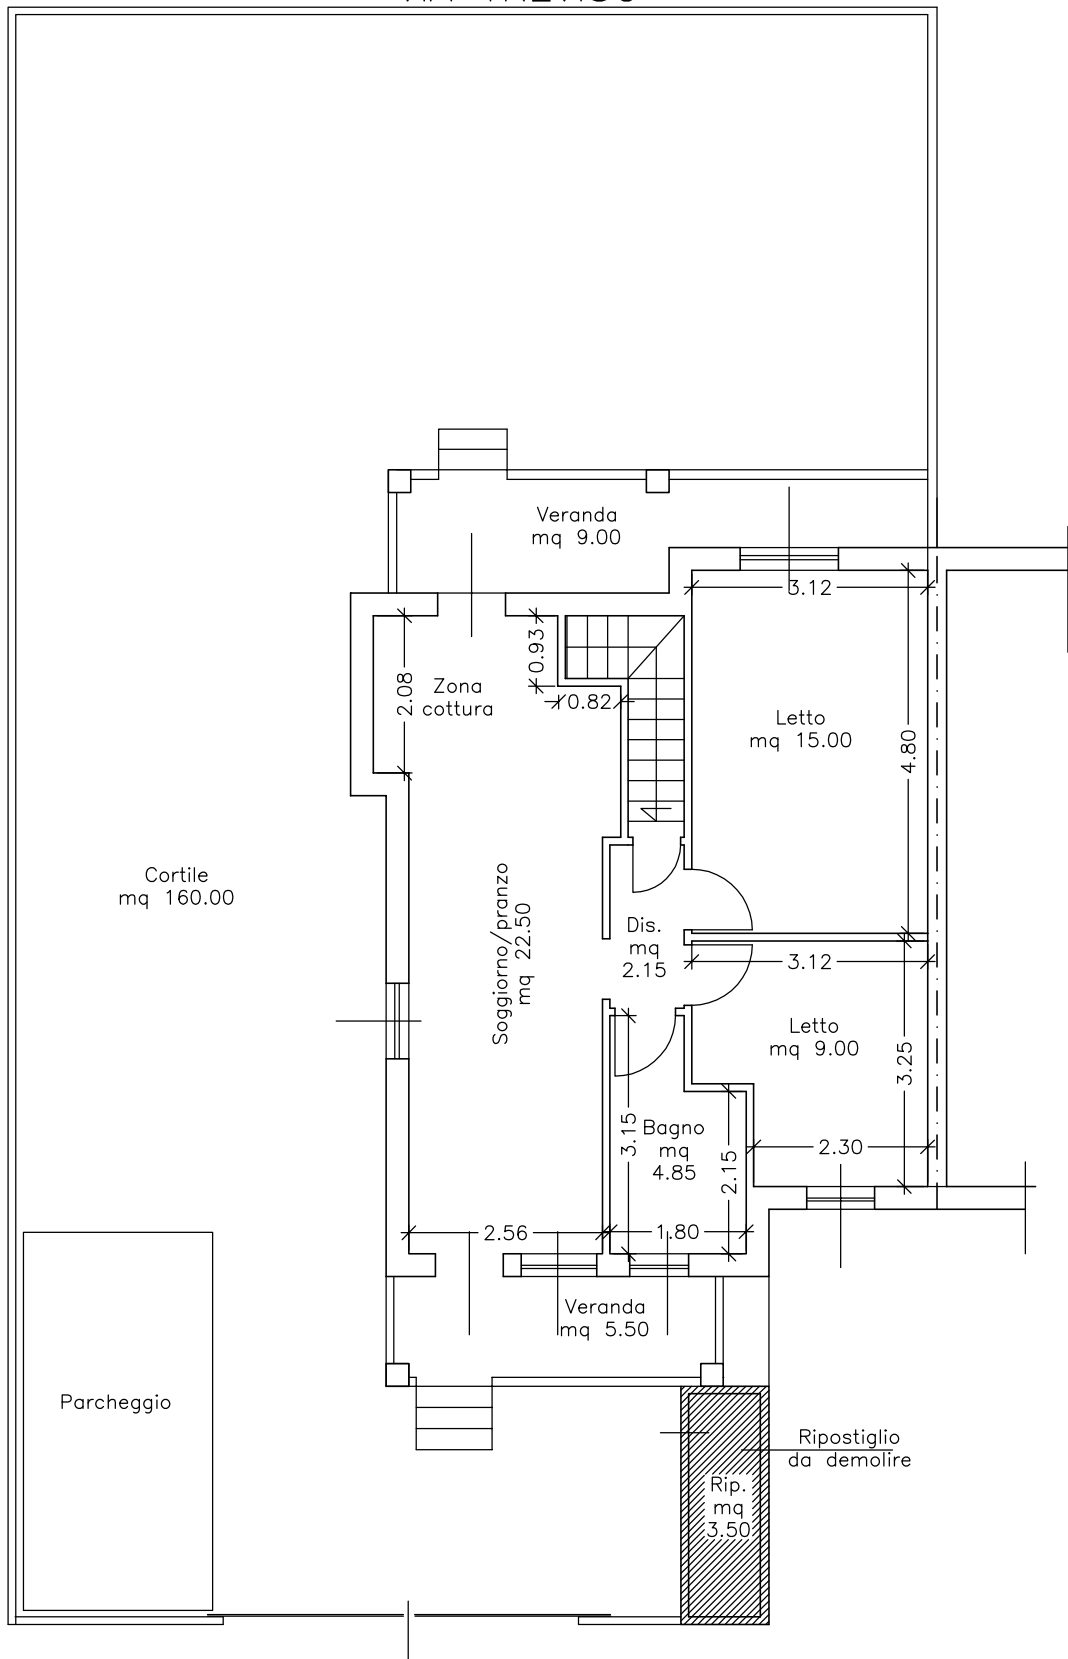 Veranda
mq 9.00
3.12
0.93
2.08
Zona
cottura
0.82
Letto
mq 15.00
4.80
Cortile
mq 160.00
Soggiorno/pranzo
mq 22.50
Dis.
mq
2.15
3.12
Letto
mq 9.00
3.25
3.15
Bagno
mq
4.85
2.15
2.30
2.56
1.80
Veranda
mq 5.50
Parcheggio
Ripostiglio
da demolire
Rip.
mq
3.50